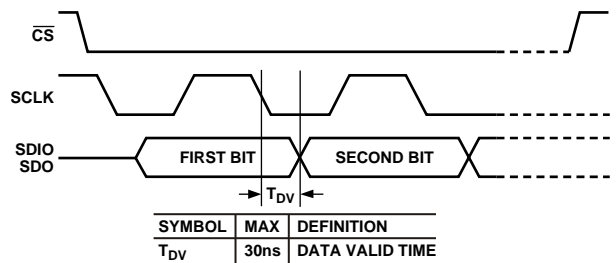 CS
SCLK
SDIO
SDO
FIRST BIT
SECOND BIT
TDV
SYMBOL MAX DEFINITION
TDV 30ns DATA VALID TIME